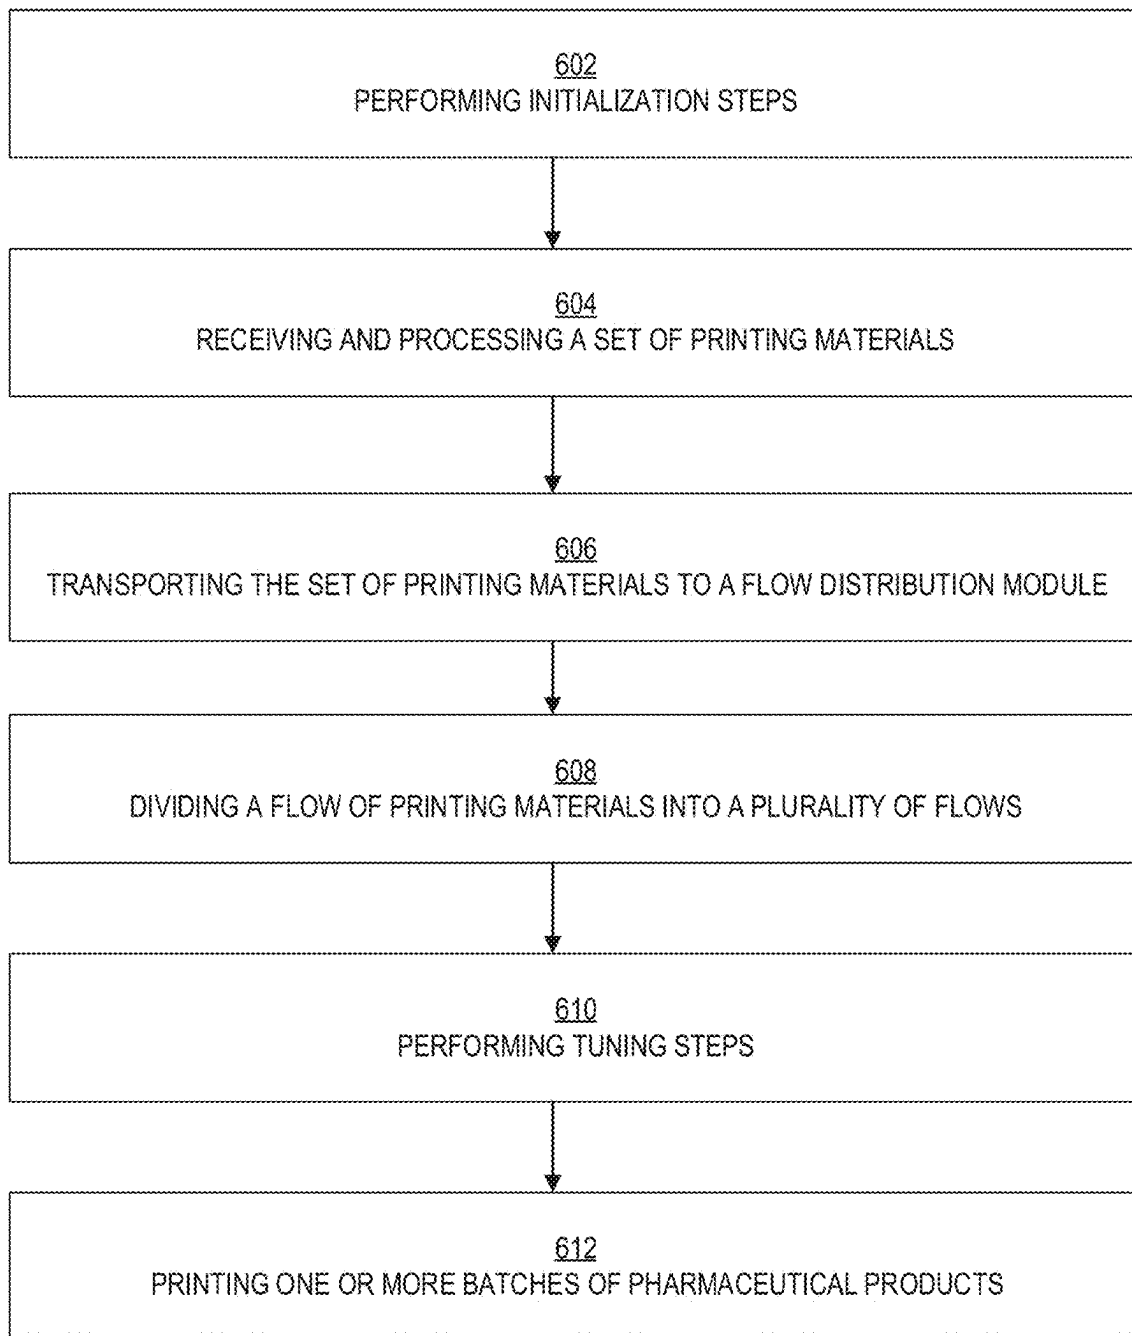 602
PERFORMING INITIALIZATION STEPS
604
RECEIVING AND PROCESSING A SET OF PRINTING MATERIALS
606
TRANSPORTING THE SET OF PRINTING MATERIALS TO A FLOW DISTRIBUTION MODULE
608
DIVIDING A FLOW OF PRINTING MATERIALS INTO A PLURALITY OF FLOWS
610
PERFORMING TUNING STEPS
612
PRINTING ONE OR MORE BATCHES OF PHARMACEUTICAL PRODUCTS